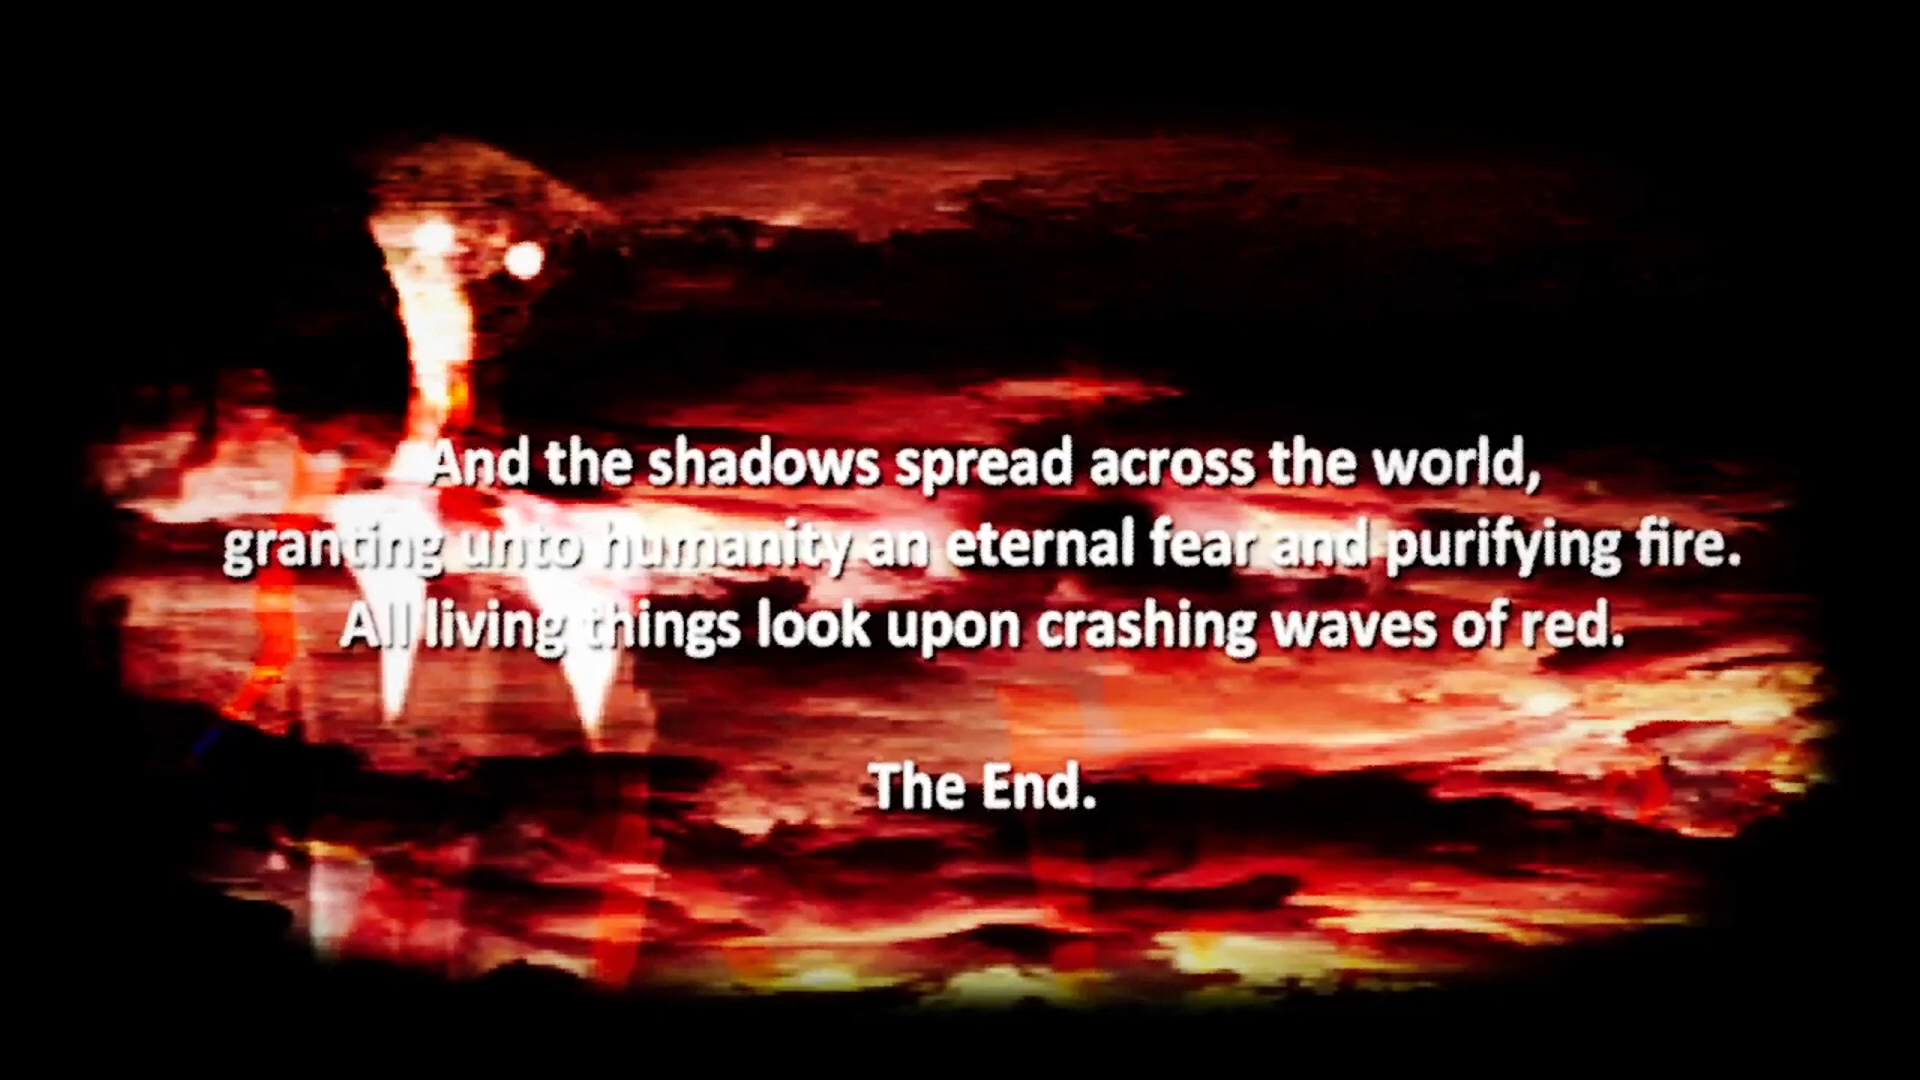 And the shadows spread across the world,
granting unto humanity an eternal fear and purifying fire.
All living things look upon crashing waves of red.
The End.